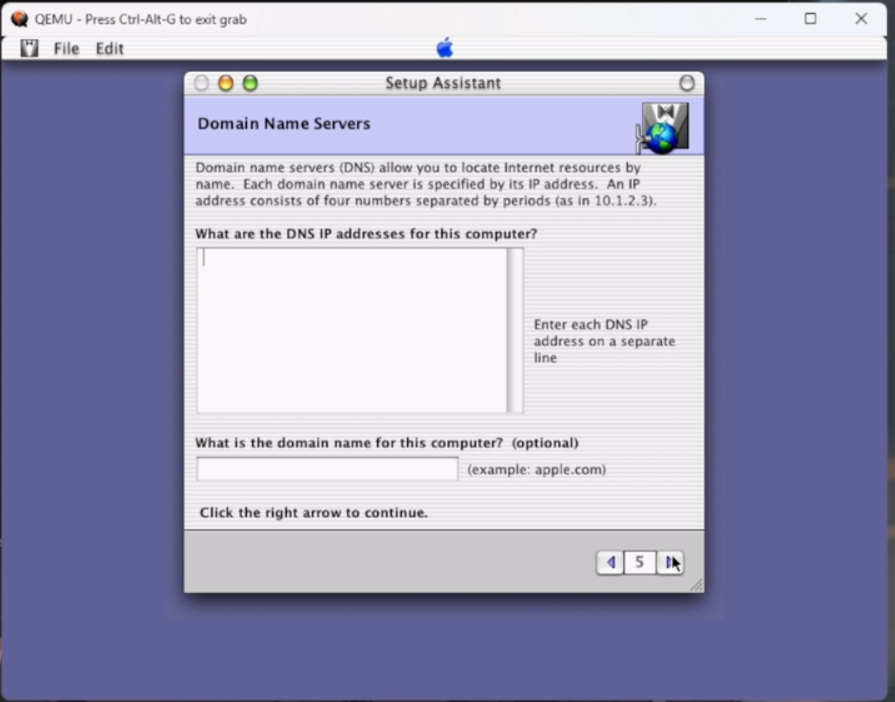 QEMU - Press Ctrl-Alt-G to exit grab
File Edit
Setup Assistant
Domain Name Servers
Domain name servers (DNS) allow you to locate Internet resources by
name. Each domain name server is specified by its IP address. An IP
address consists of four numbers separated by periods (as in 10.1.2.3).
What are the DNS IP addresses for this computer?
Enter each DNS IP
address on a separate
line
What is the domain name for this computer? (optional)
(example: apple.com)
Click the right arrow to continue.
5